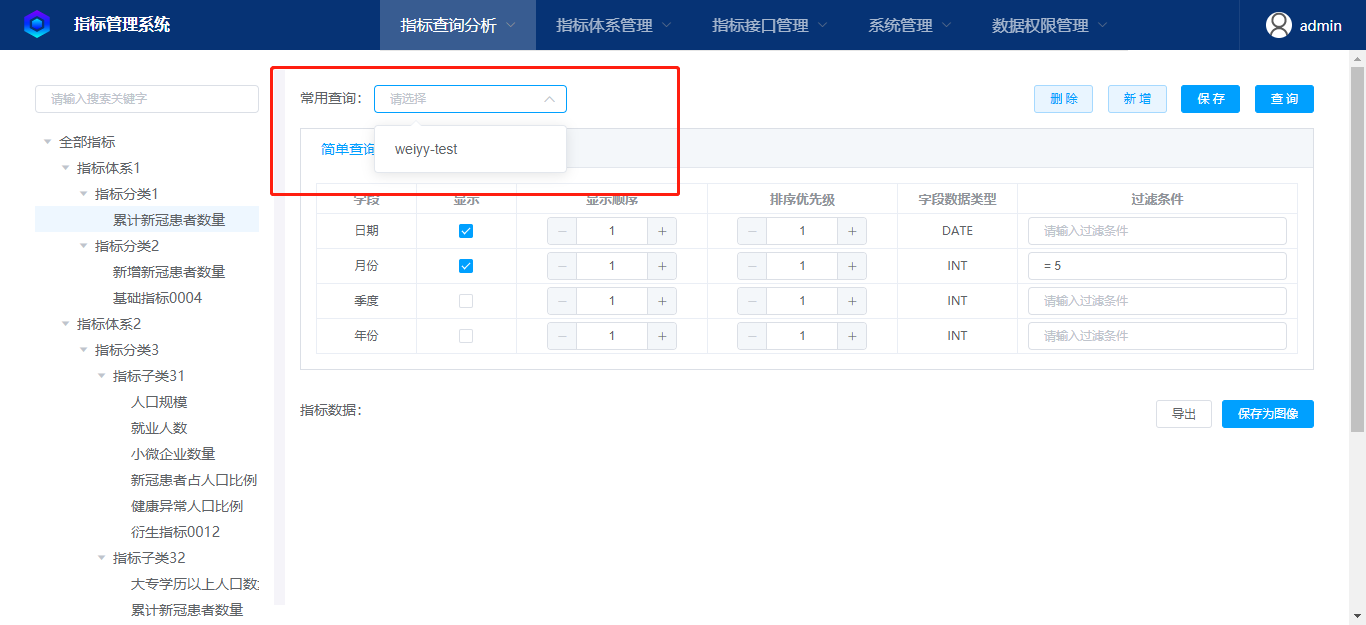 指标管理系统
指标查询分析
指标体系管理
指标接口管理
系统管理
数据权限管理
admin
请输入搜索关键字
全部指标
指标体系1
指标分类1
累计新冠患者数量
指标分类2
新增新冠患者数量
基础指标0004
指标体系2
指标分类3
指标子类31
人口规模
就业人数
小微企业数量
新冠患者占人口比例
健康异常人口比例
衍生指标0012
指标子类32
大专学历以上人口数
累计新冠患者数量
常用查询：
请选择
weiyy-test
删除
新增
保存
查询
简单查询
字段 显示 显示顺序 排序优先级 字段数据类型 过滤条件
日期 − 1 + − 1 + DATE 请输入过滤条件
月份 − 1 + − 1 + INT = 5
季度 − 1 + − 1 + INT 请输入过滤条件
年份 − 1 + − 1 + INT 请输入过滤条件
指标数据：
导出
保存为图像